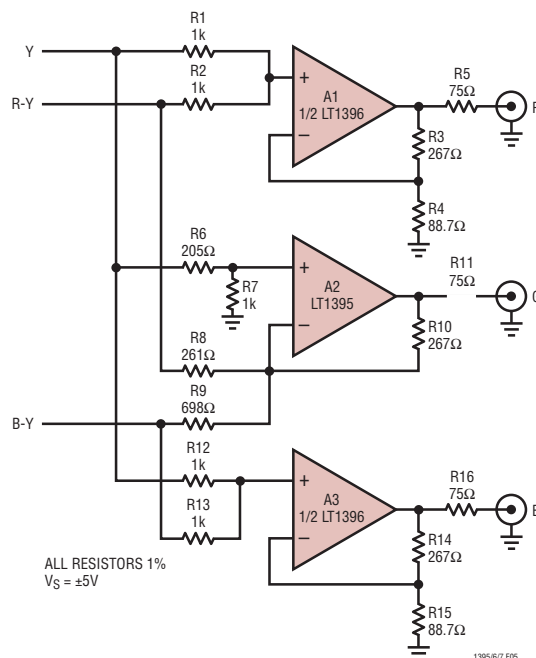 Y
R-Y
B-Y
R1
1k
R2
1k
+
−
A1
1/2 LT1396
R5
75Ω
R3
267Ω
R4
88.7Ω
R6
205Ω
R7
1k
R8
261Ω
R9
698Ω
+
−
A2
LT1395
R11
75Ω
R10
267Ω
R12
1k
R13
1k
+
−
A3
1/2 LT1396
R16
75Ω
R14
267Ω
R15
88.7Ω
ALL RESISTORS 1%
VS = ±5V
1395/6/7 F05